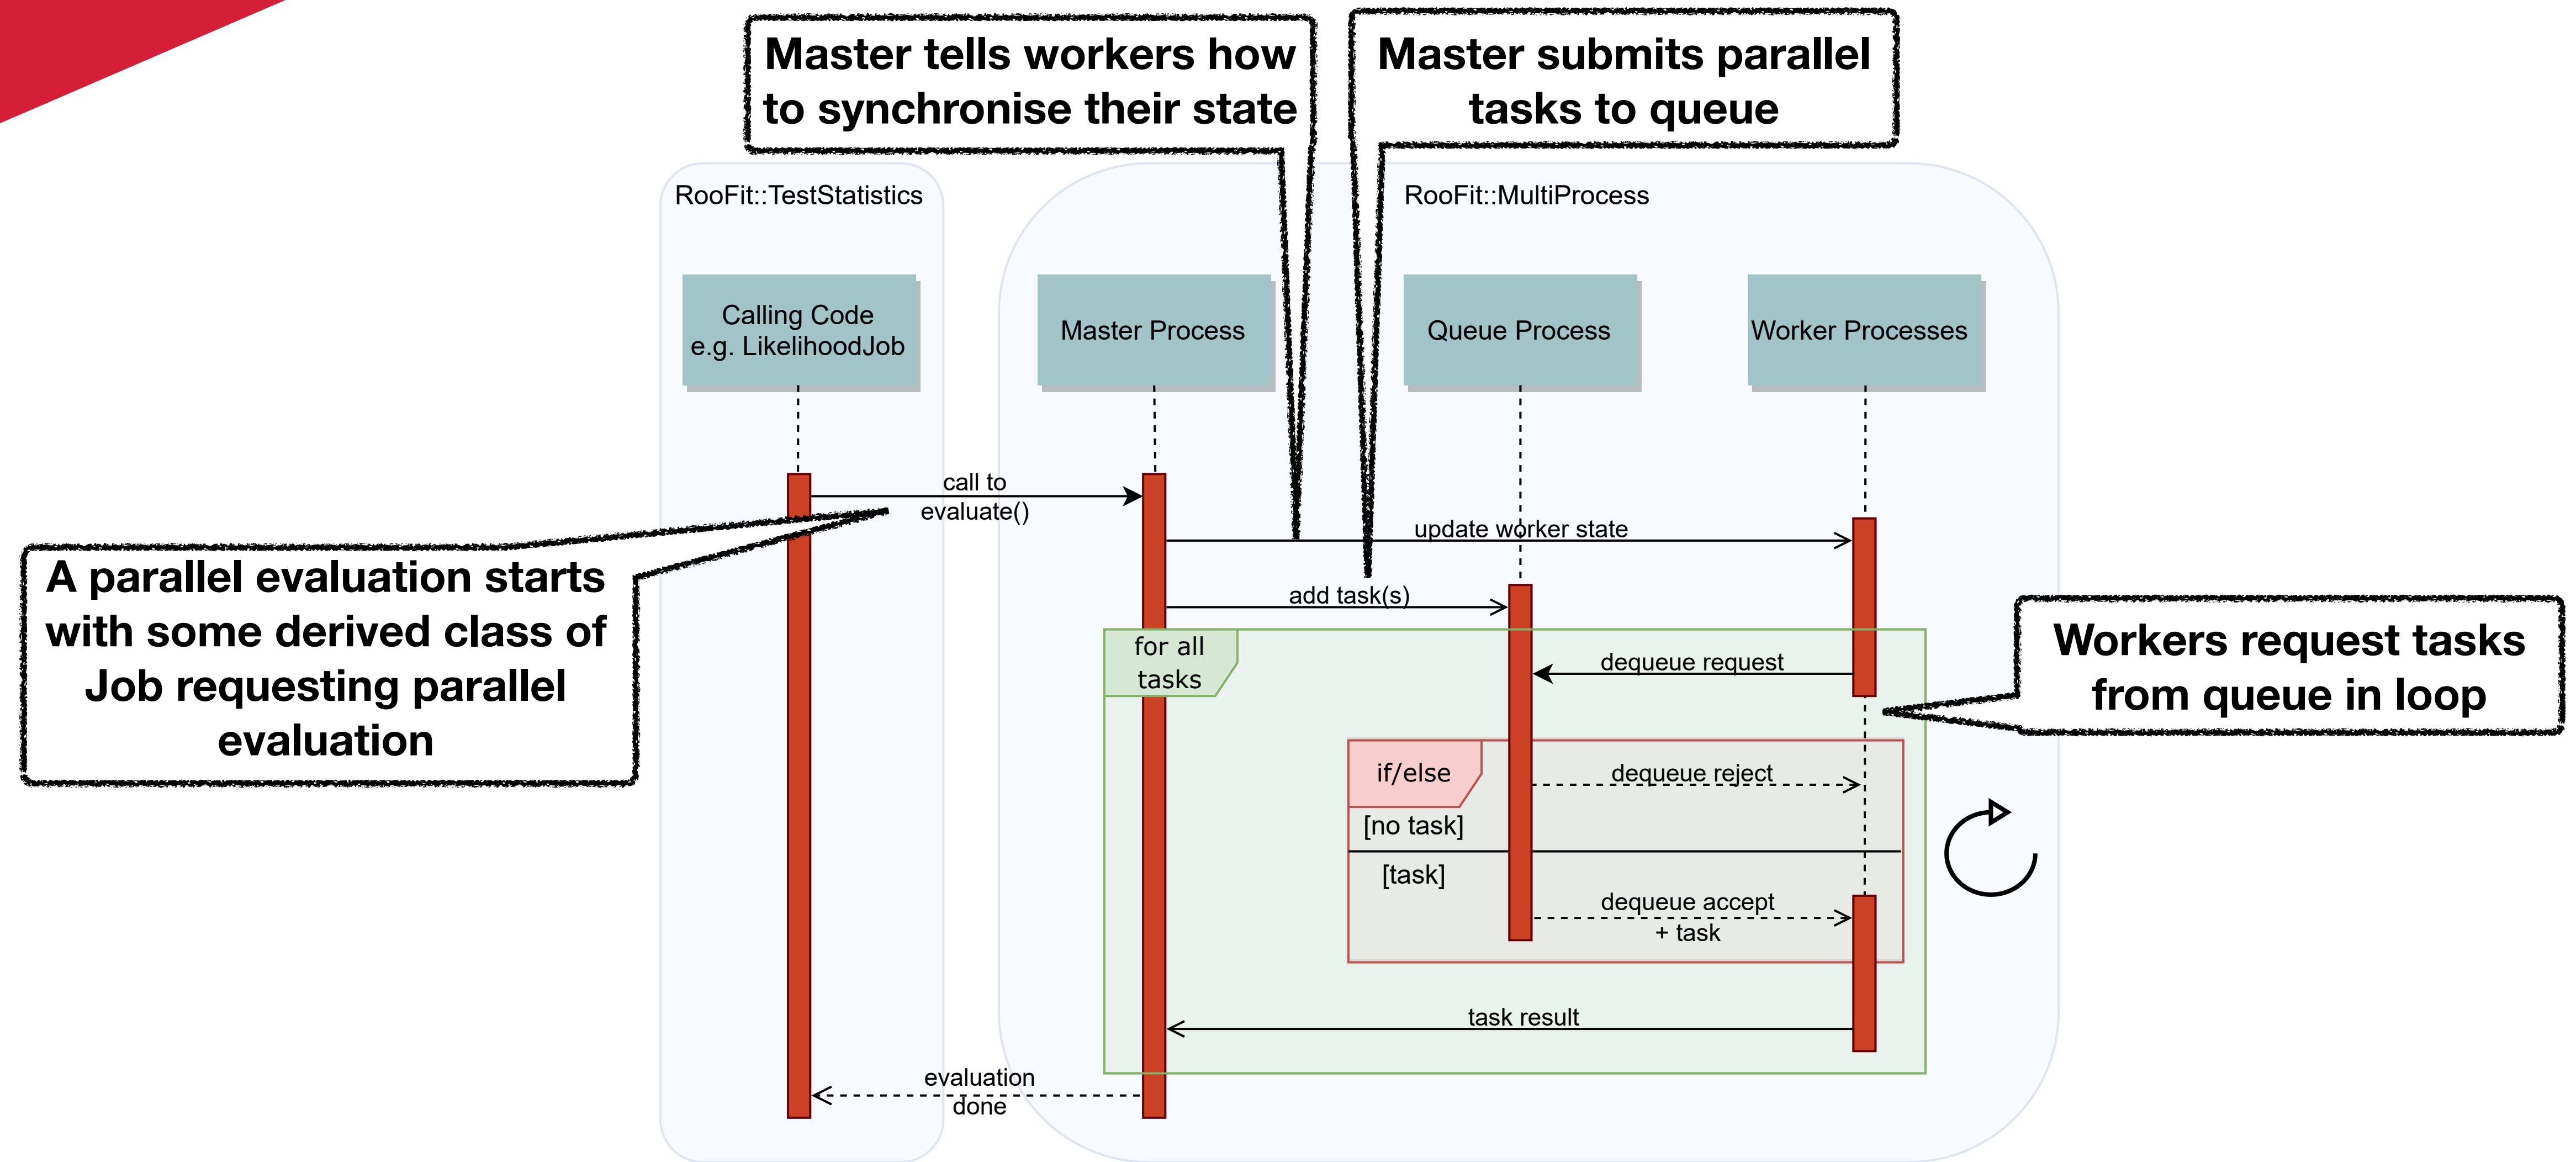 Master tells workers how
to synchronise their state
Master submits parallel
tasks to queue
RooFit::TestStatistics
RooFit::MultiProcess
Calling Code
e.g. LikelihoodJob
Master Process
Queue Process
Worker Processes
call to
evaluate()
update worker state
A parallel evaluation starts
with some derived class of
Job requesting parallel
evaluation
add task(s)
for all
tasks
dequeue request
Workers request tasks
from queue in loop
if/else
dequeue reject
[no task]
[task]
dequeue accept
+ task
task result
evaluation
done